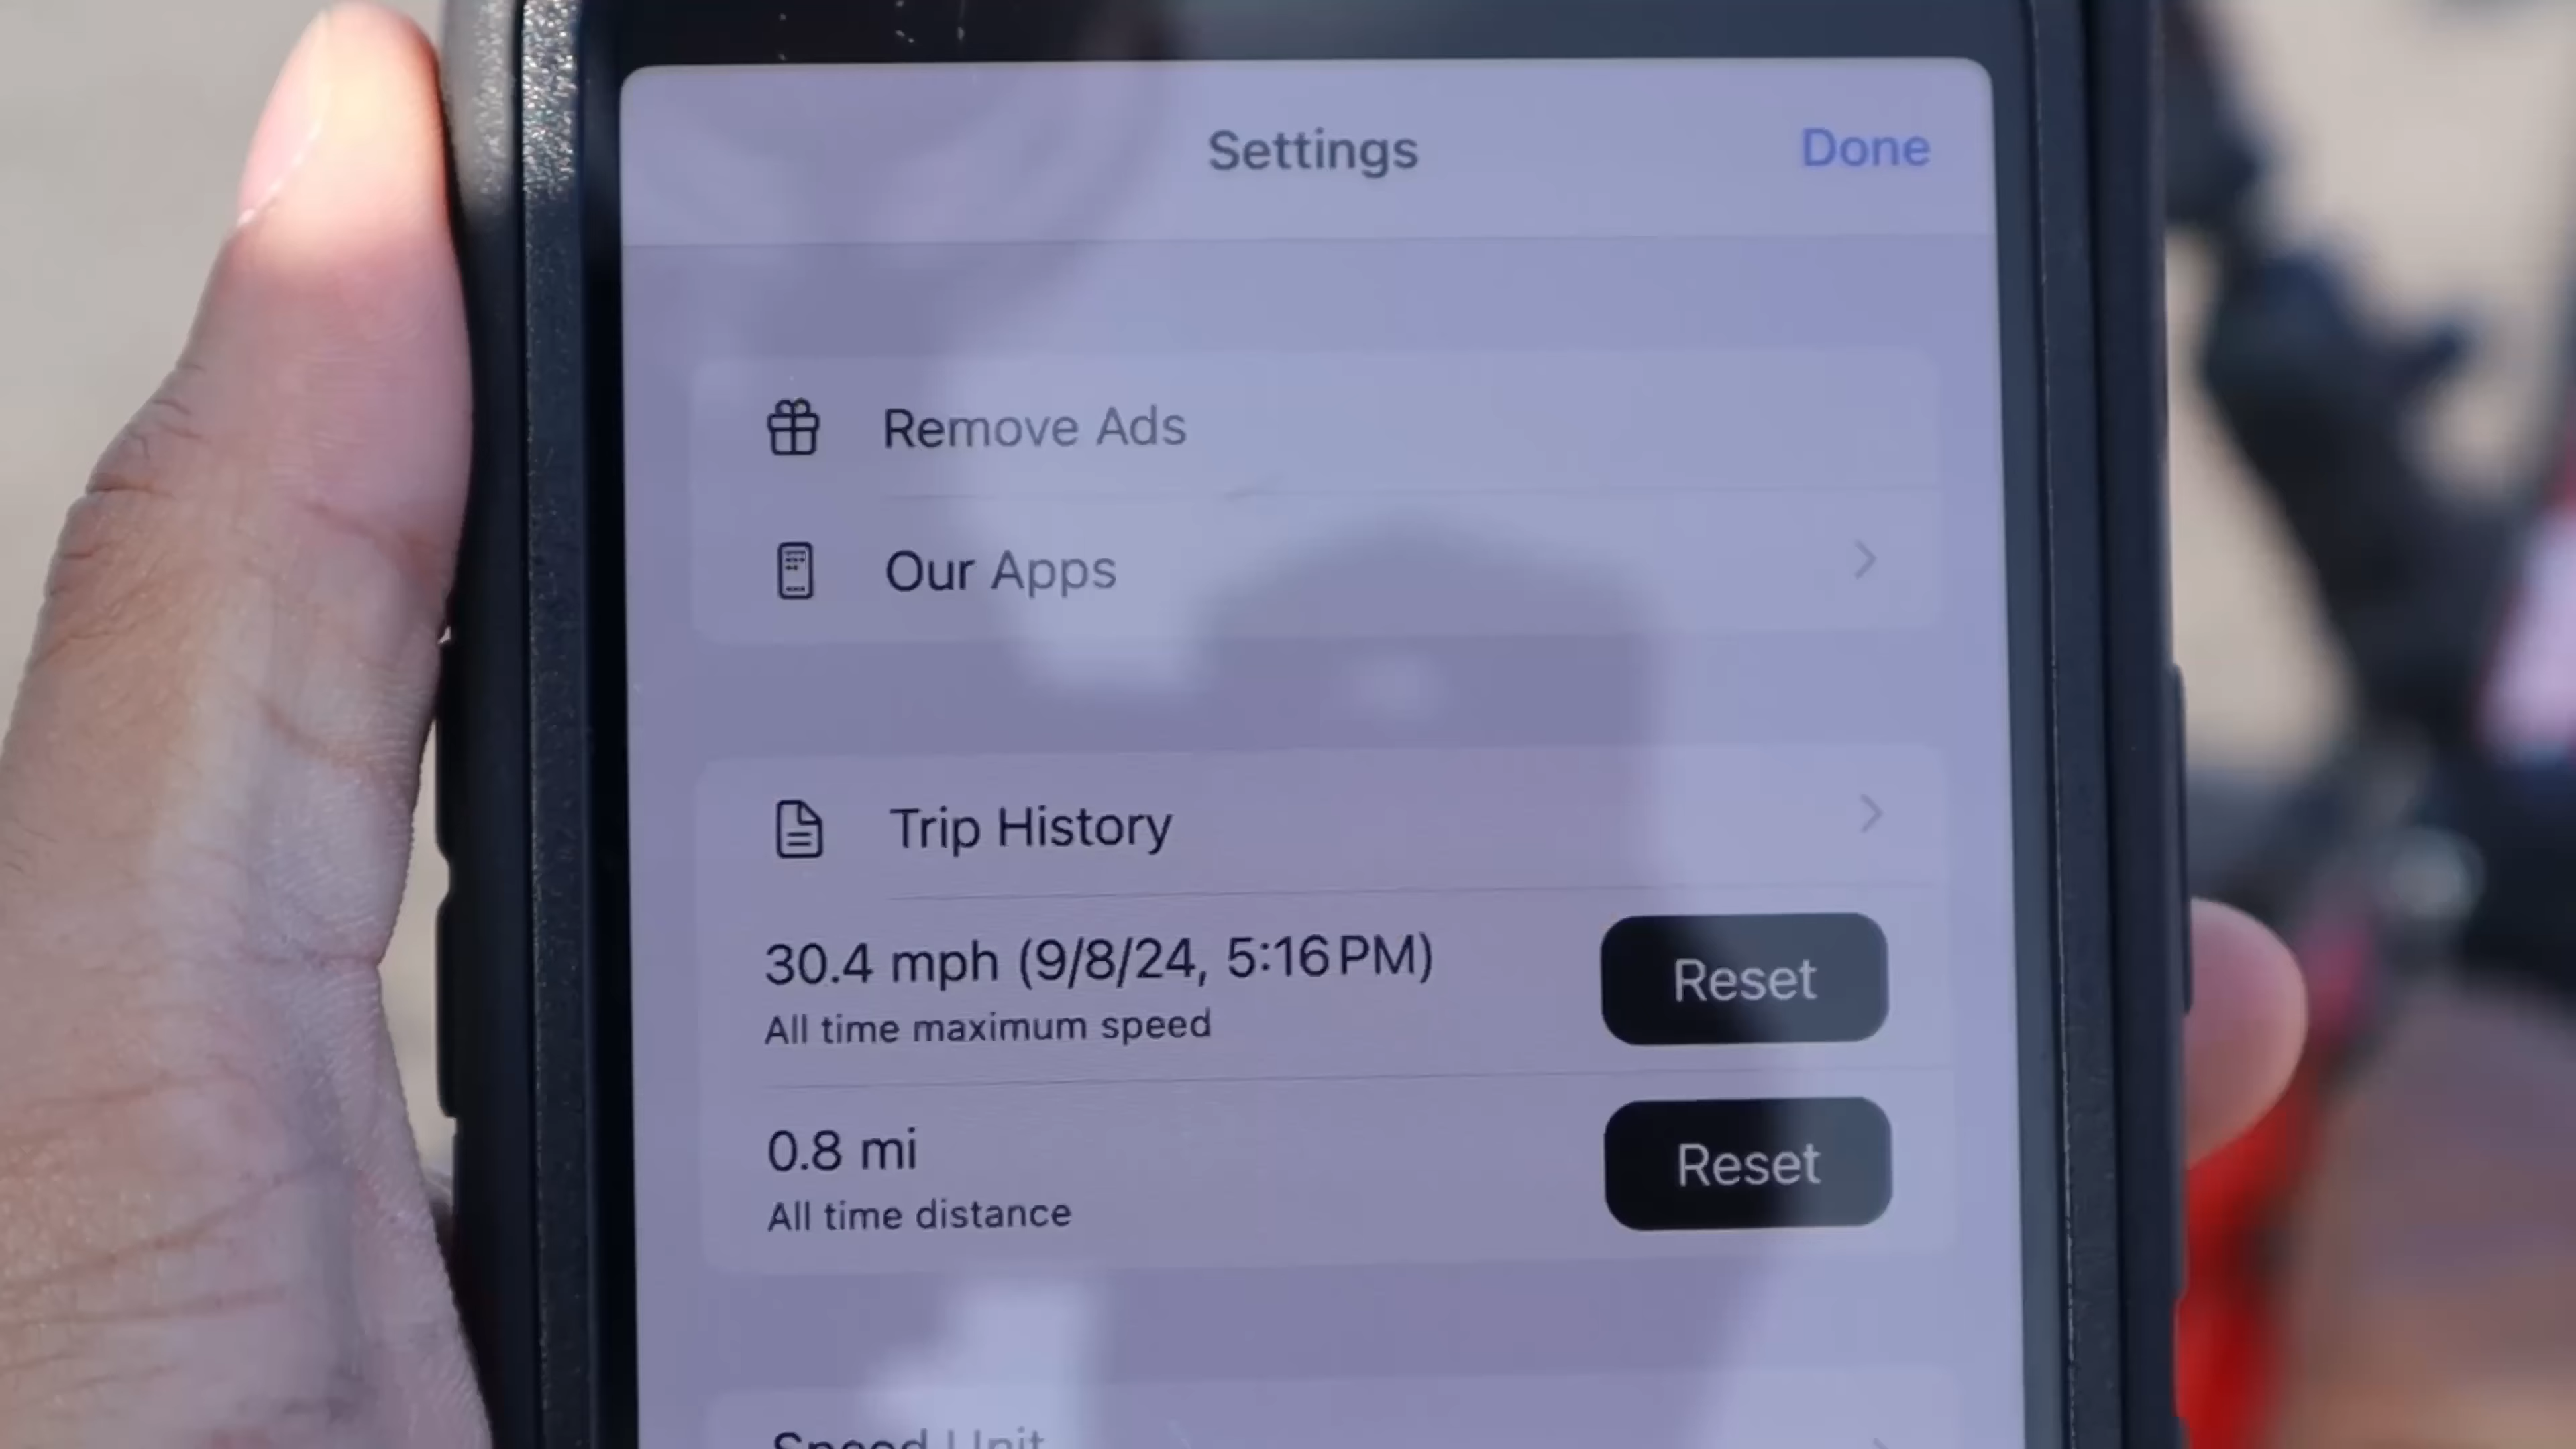 Settings
Done
Remove Ads
Our Apps
Trip History
30.4 mph (9/8/24, 5:16 PM)
All time maximum speed
Reset
0.8 mi
All time distance
Reset
Speed Unit